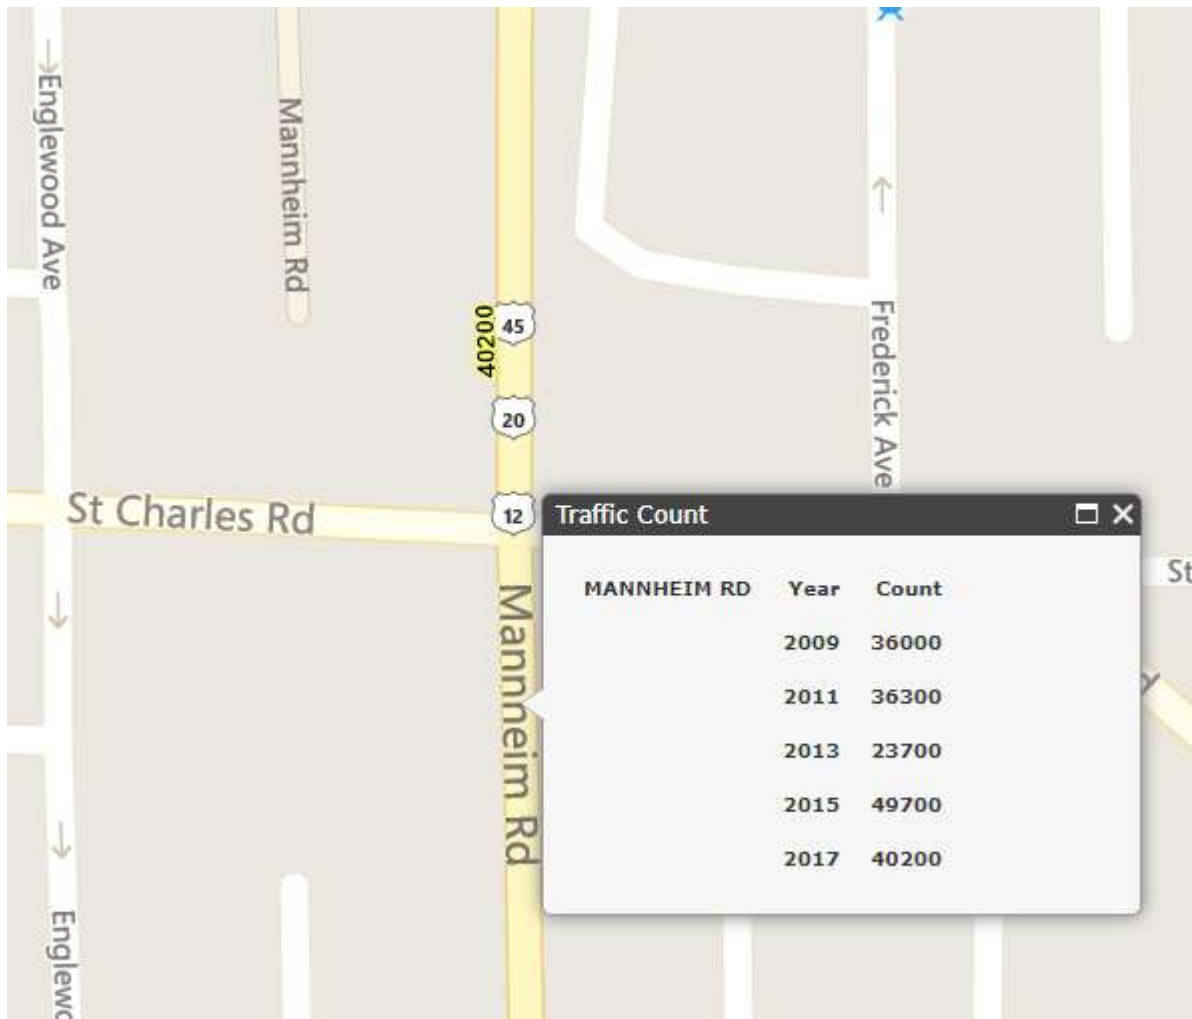 Englewood Ave
Mannheim Rd
45
40200
20
Frederick Ave
St Charles Rd
12
Mannheim Rd
Traffic Count
MANNHEIM RD Year Count
2009 36000
2011 36300
2013 23700
2015 49700
2017 40200
St
Englewo